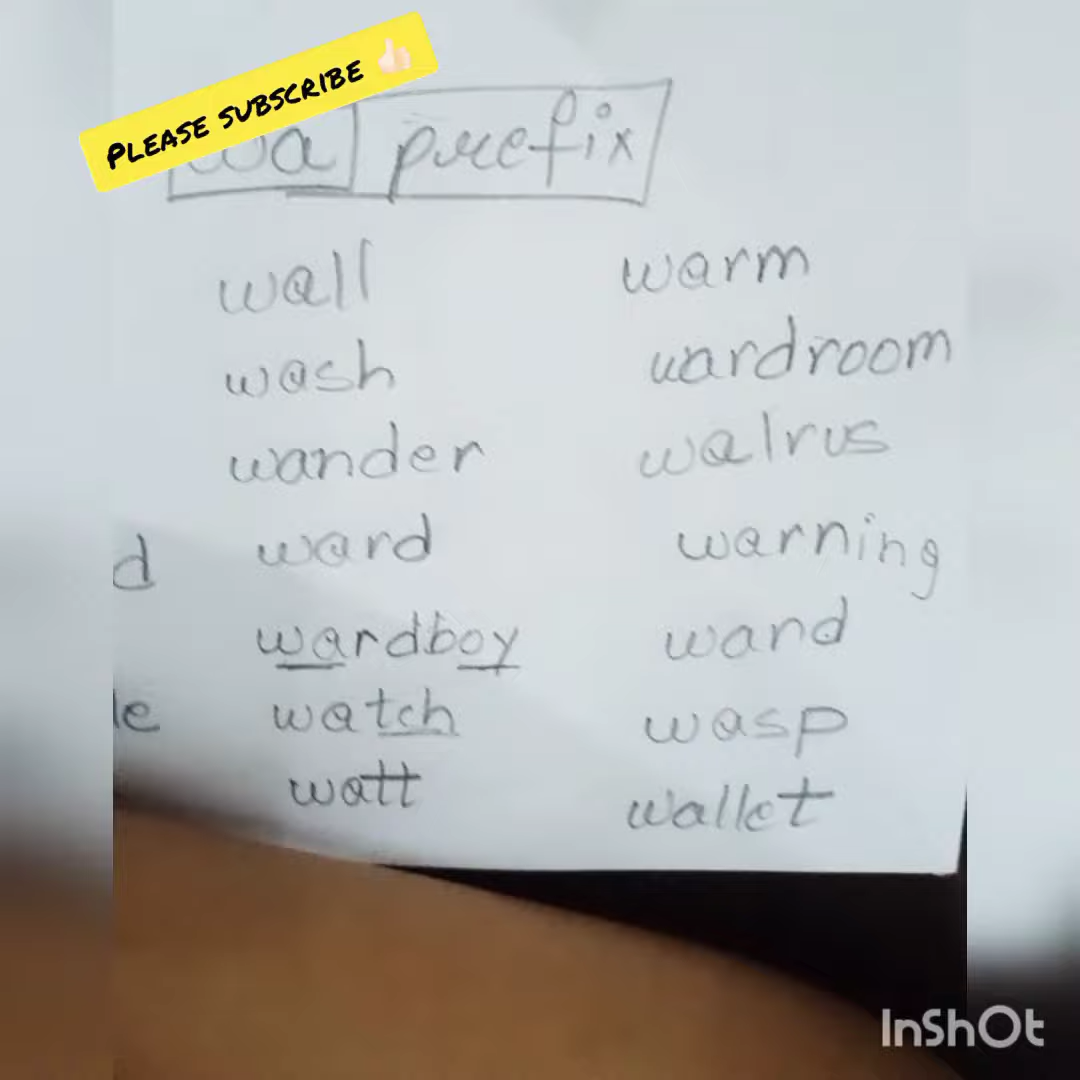 PLEASE SUBSCRIBE 👍🏻
wa prefix
wall warm
wash wardroom
wander walrus
d ward warning
wardboy wand
le watch wasp
watt wallet
InShOt